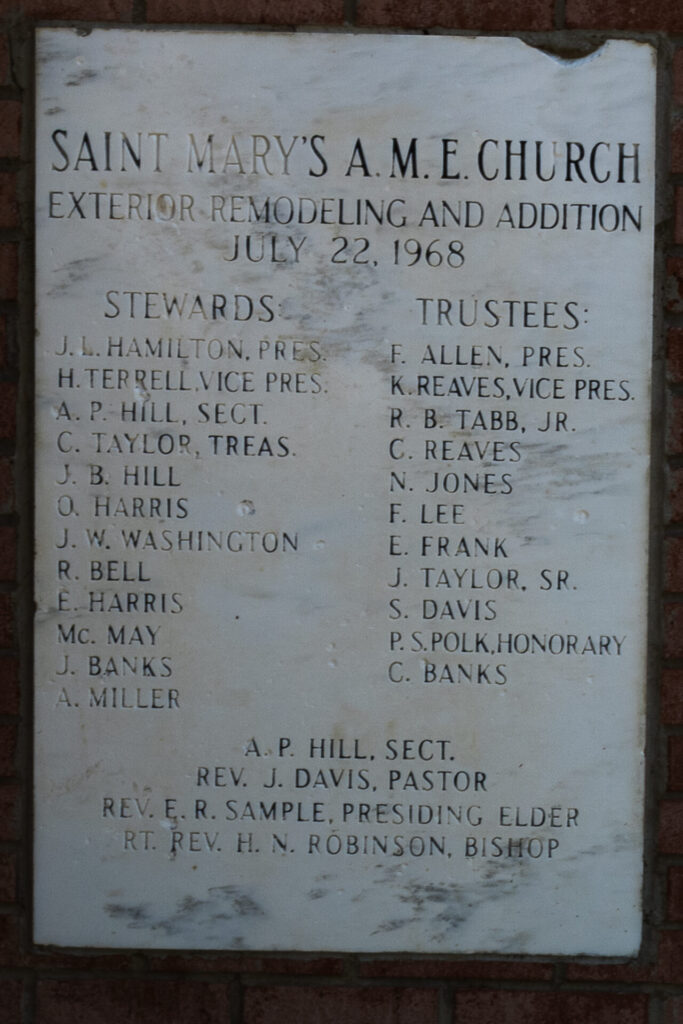 SAINT MARY'S A.M.E. CHURCH
EXTERIOR REMODELING AND ADDITION
JULY 22, 1968
STEWARDS:
J. L. HAMILTON, PRES.
H. TERRELL, VICE PRES.
A. P. HILL, SECT.
C. TAYLOR, TREAS.
J. B. HILL
O. HARRIS
J. W. WASHINGTON
R. BELL
E. HARRIS
Mc. MAY
J. BANKS
A. MILLER
TRUSTEES:
F. ALLEN, PRES.
K. REAVES, VICE PRES.
R. B. TABB, JR.
C. REAVES
N. JONES
F. LEE
E. FRANK
J. TAYLOR, SR.
S. DAVIS
P. S. POLK, HONORARY
C. BANKS
A. P. HILL, SECT.
REV. J. DAVIS, PASTOR
REV. E. R. SAMPLE, PRESIDING ELDER
RT. REV. H. N. ROBINSON, BISHOP